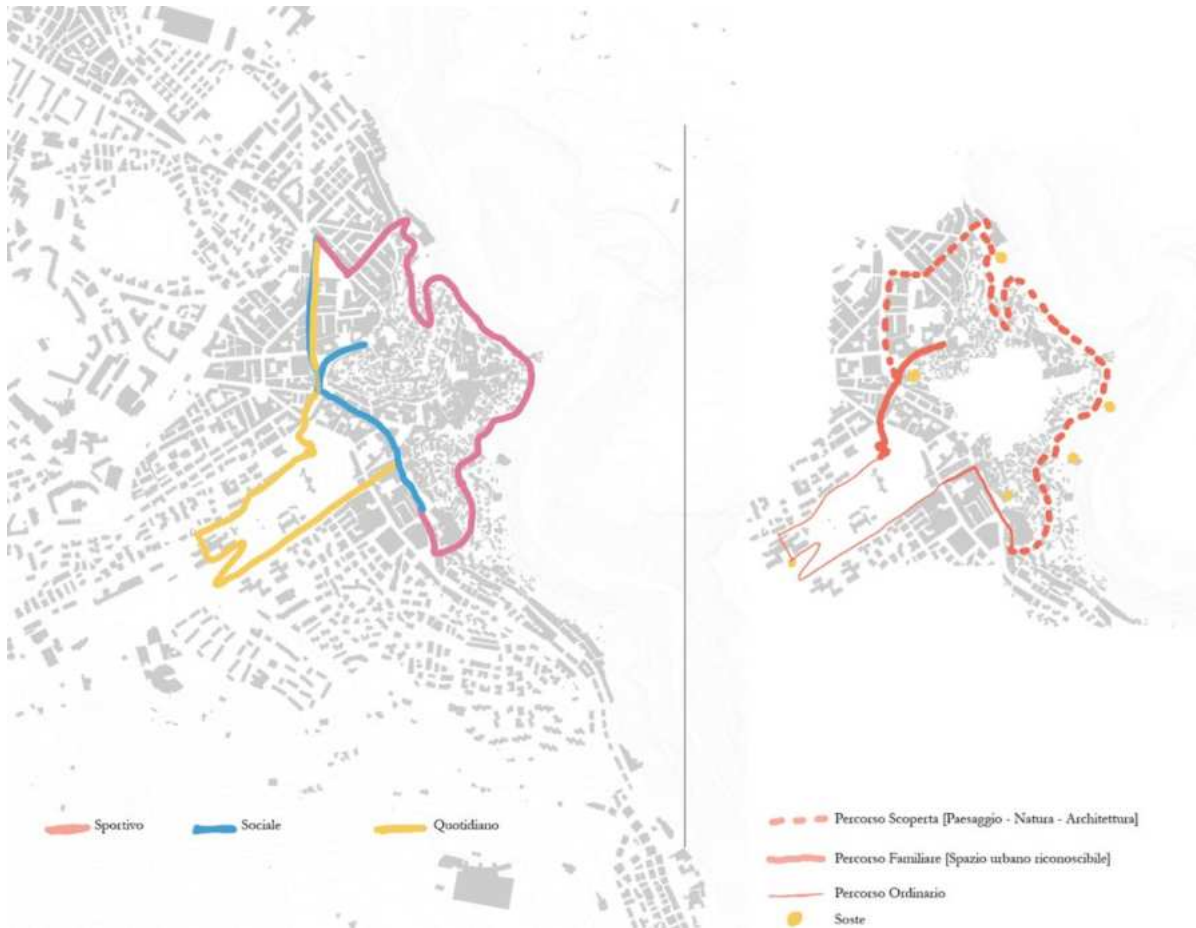 Sportivo
Sociale
Quotidiano
Percorso Scoperta [Paesaggio - Natura - Architettura]
Percorso Familiare [Spazio urbano riconoscibile]
Percorso Ordinario
Soste